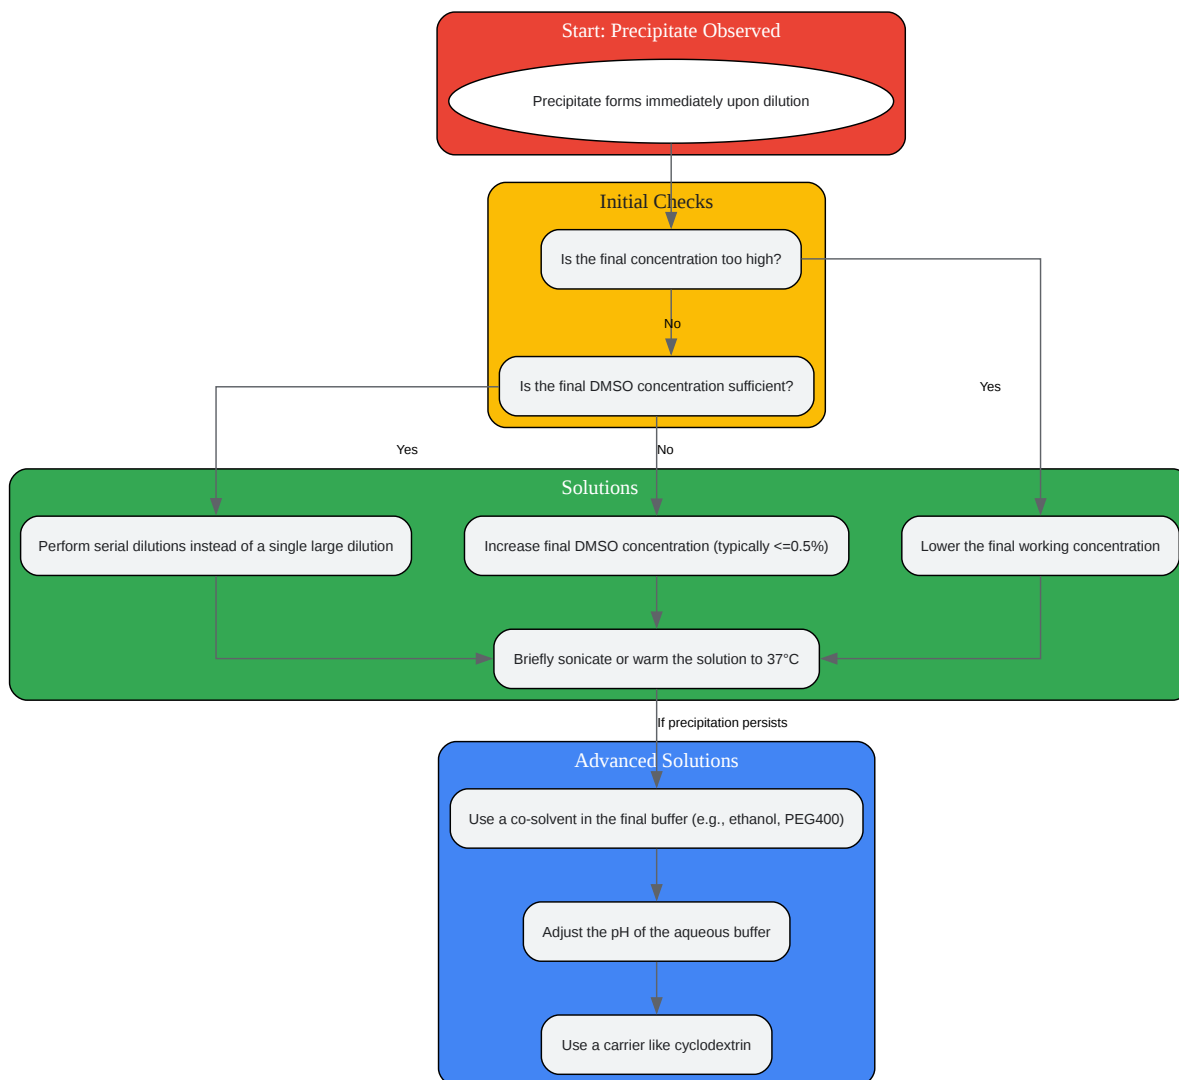 Start: Precipitate Observed
Precipitate forms immediately upon dilution
Initial Checks
Is the final concentration too high?
No
Is the final DMSO concentration sufficient?
Yes
Yes
No
Solutions
Perform serial dilutions instead of a single large dilution
Increase final DMSO concentration (typically <=0.5%)
Lower the final working concentration
Briefly sonicate or warm the solution to 37°C
If precipitation persists
Advanced Solutions
Use a co-solvent in the final buffer (e.g., ethanol, PEG400)
Adjust the pH of the aqueous buffer
Use a carrier like cyclodextrin